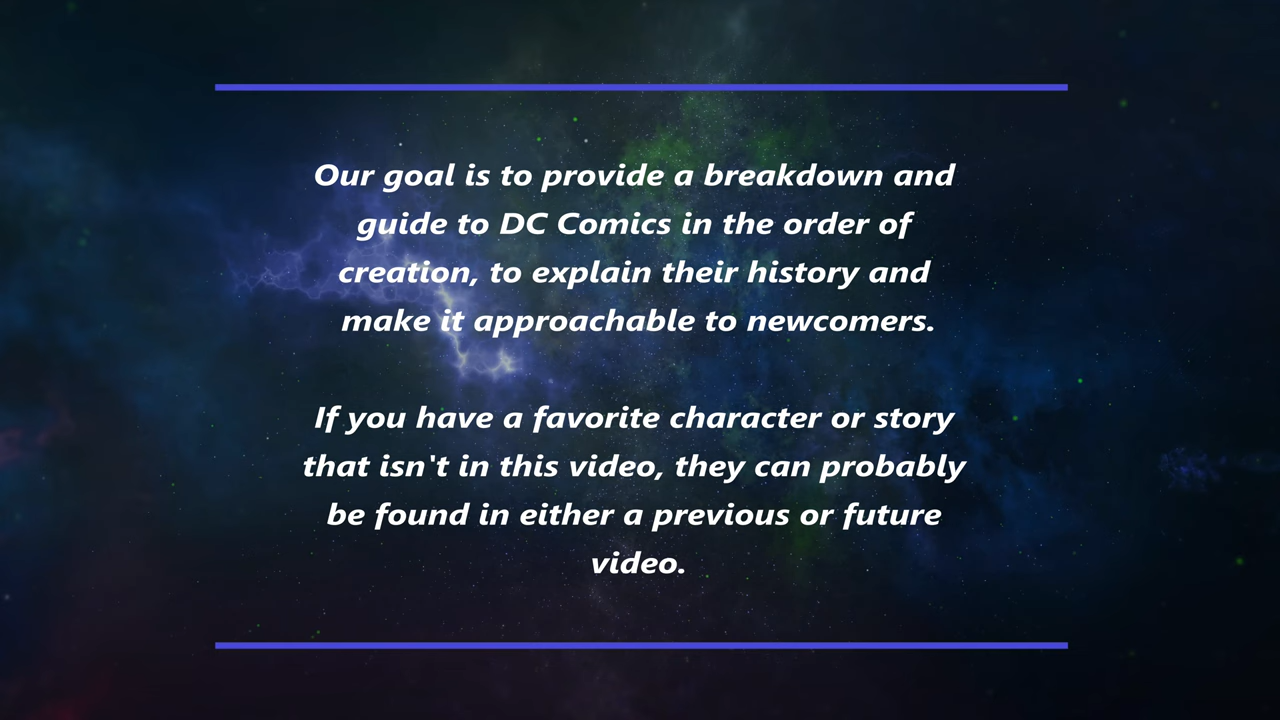 Our goal is to provide a breakdown and
guide to DC Comics in the order of
creation, to explain their history and
make it approachable to newcomers.
If you have a favorite character or story
that isn't in this video, they can probably
be found in either a previous or future
video.